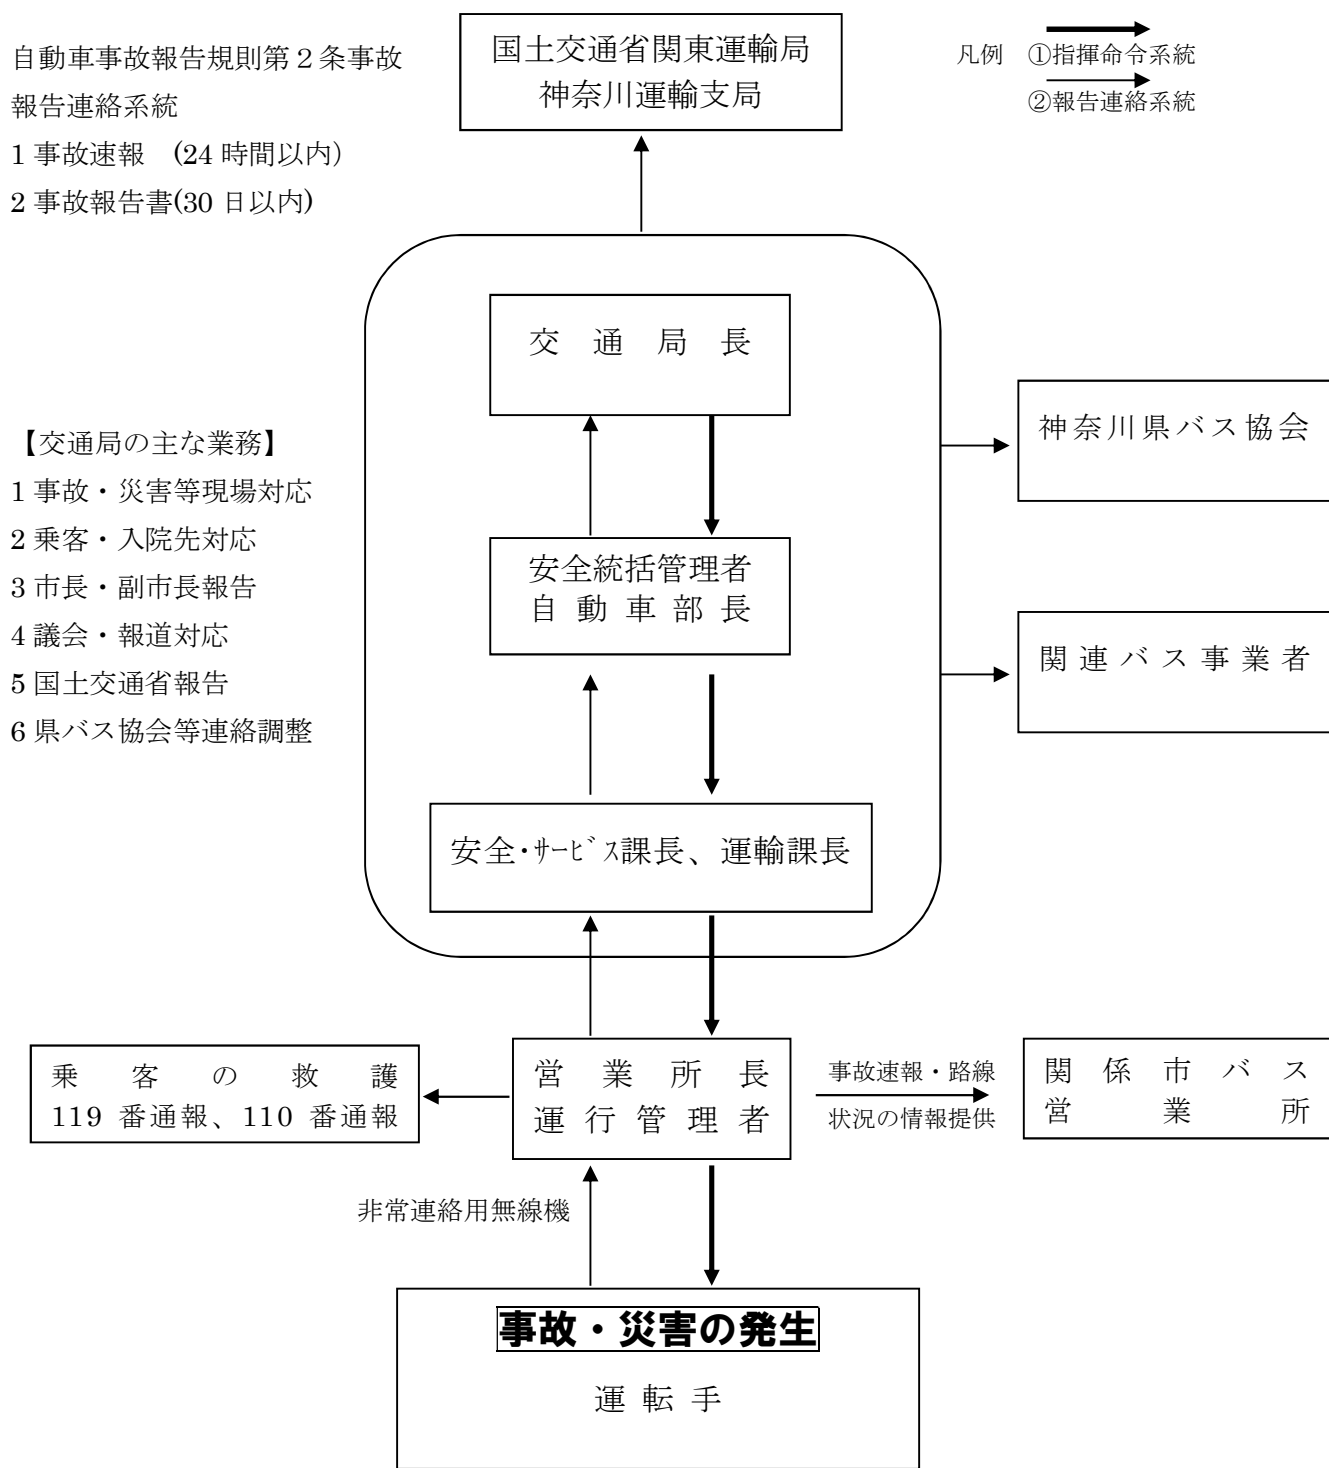 自動車事故報告規則第２条事故
報告連絡系統
1 事故速報　(24 時間以内）
2 事故報告書(30 日以内)
国土交通省関東運輸局
神奈川運輸支局
凡例　①指揮命令系統
②報告連絡系統
交通局長
【交通局の主な業務】
1 事故・災害等現場対応
2 乗客・入院先対応
3 市長・副市長報告
4 議会・報道対応
5 国土交通省報告
6 県バス協会等連絡調整
神奈川県バス協会
安全統括管理者
自動車部長
関連バス事業者
安全・ｻｰﾋﾞｽ課長、運輸課長
乗客の救護
119 番通報、110 番通報
営業所長
運行管理者
事故速報・路線
状況の情報提供
関係市バス
営業所
非常連絡用無線機
事故・災害の発生
運転手